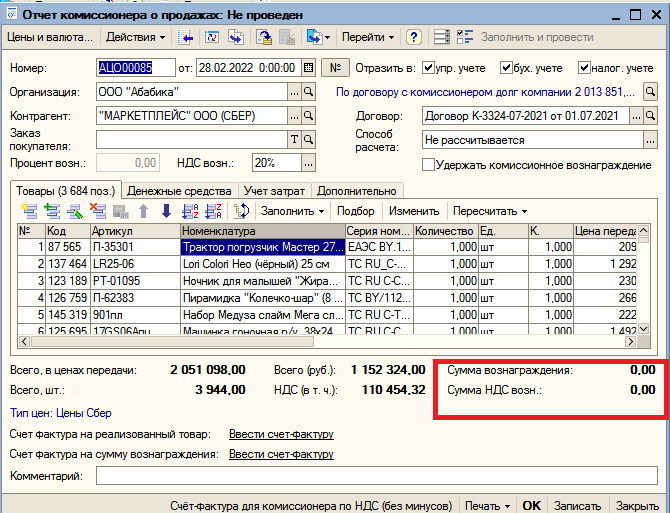 Отчет комиссионера о продажах: Не проведен
Цены и валюта... Действия Перейти ? Заполнить и провести
Номер: АЦО00085 от: 28.02.2022 0:00:00 № Отразить в: упр. учете бух. учете налог. учете
Организация: ООО "Абабика" ... По договору с комиссионером долг компании 2 013 851,...
Контрагент: "МАРКЕТПЛЕЙС" ООО (СБЕР) ... Договор: Договор К-3324-07-2021 от 01.07.2021 ...
Заказ покупателя: T Способ расчета: Не рассчитывается ...
Процент возн.: 0,00 НДС возн.: 20% ... Удержать комиссионное вознаграждение
Товары (3 684 поз.) Денежные средства Учет затрат Дополнительно
Заполнить Подбор Изменить Пересчитать
№ Код Артикул Номенклатура Серия ном... Количество Ед. К. Цена переда
1 87 565 П-35301 Трактор погрузчик Мастер 27... ЕАЭС BY.1... 1,000 шт 1,000 209
2 137 464 LR25-06 Lori Colori Нео (чёрный) 25 см TC RU_C-... 1,000 шт 1,000 1 292
3 123 189 PT-01095 Ночник для малышей "Жира... TC RU C-C... 1,000 шт 1,000 230
4 126 759 П-62383 Пирамидка "Колечко-шар" (8 ... TC BY/112... 1,000 шт 1,000 266
5 145 319 901пл Набор Медуза слайм Мега сл... TC RU C-T... 1,000 шт 1,000 222
6 125 695 17GS06Апц Машинка гоночная р/у, 38х24 TC RU C-C 1,000 шт 1,000 1 492
Всего, в ценах передачи: 2 051 098,00 Всего (руб.): 1 152 324,00 Сумма вознаграждения: 0,00
Всего, шт.: 3 944,00 НДС (в т. ч.): 110 454,32 Сумма НДС возн.: 0,00
Тип цен: Цены Сбер
Счет фактура на реализованный товар: Ввести счет-фактуру
Счет фактура на сумму вознаграждения: Ввести счет-фактуру
Комментарий:
Счёт-фактура для комиссионера по НДС (без минусов) Печать OK Записать Закрыть